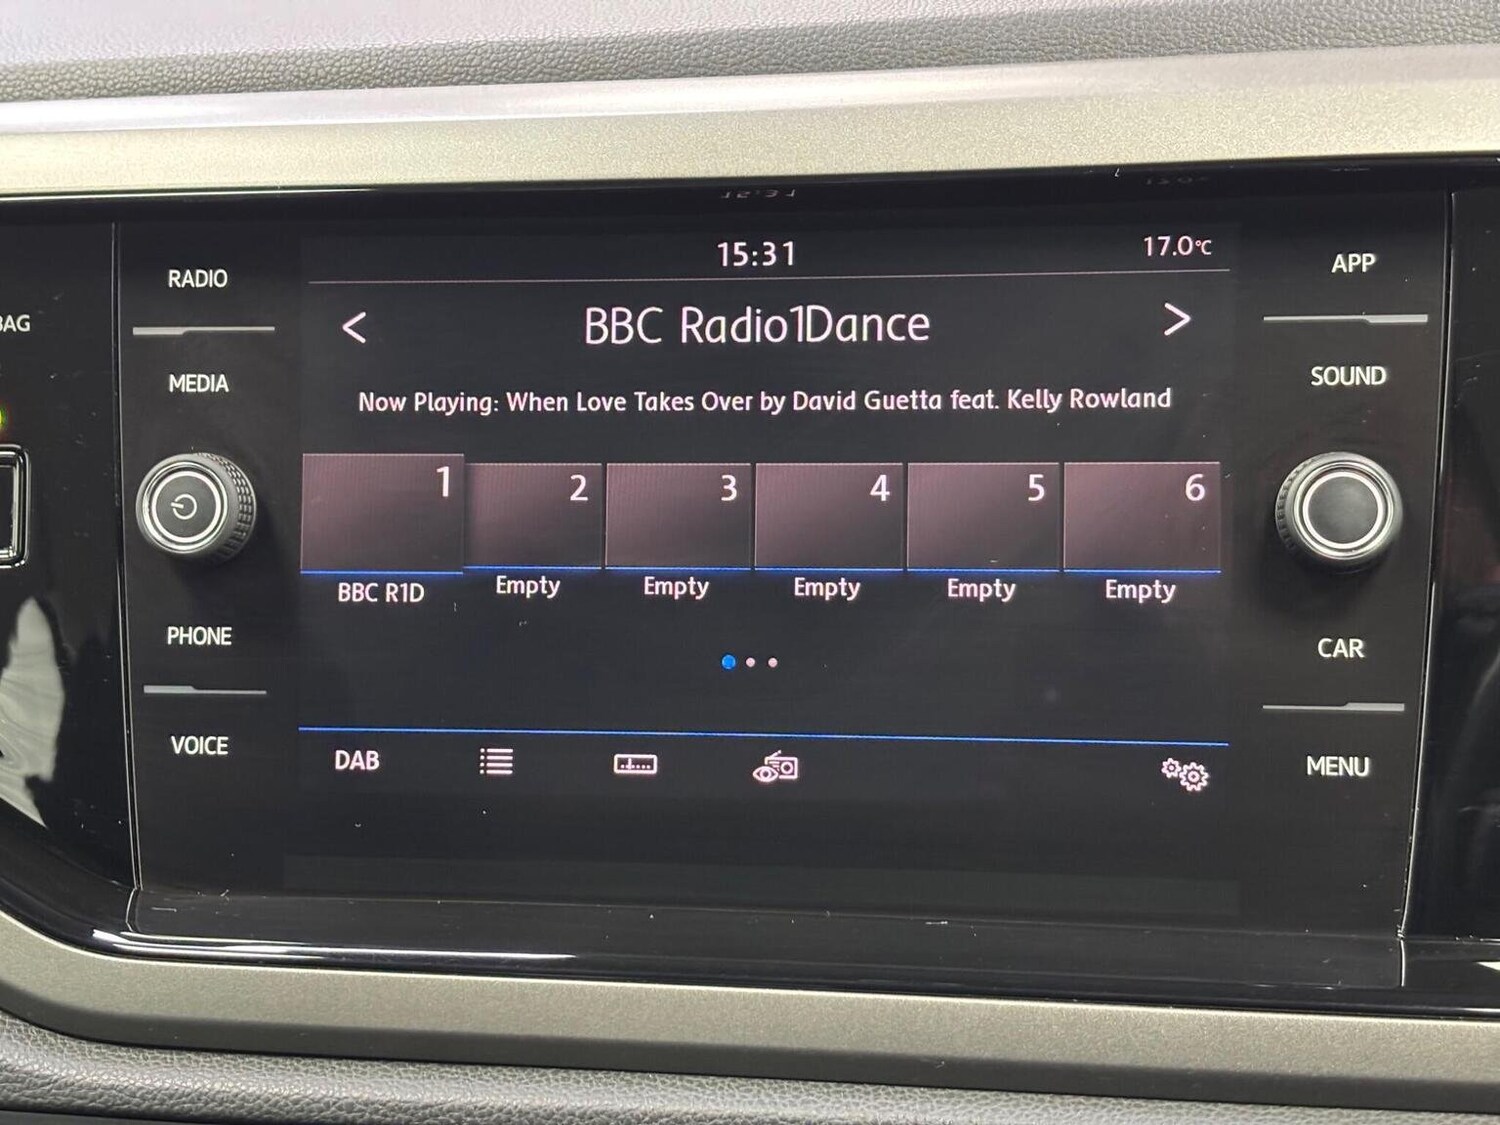 15:31
17.0°C
BBC Radio1Dance
Now Playing: When Love Takes Over by David Guetta feat. Kelly Rowland
1
2
3
4
5
6
BBC R1D
Empty
Empty
Empty
Empty
Empty
DAB
RADIO
MEDIA
PHONE
VOICE
APP
SOUND
CAR
MENU
BAG